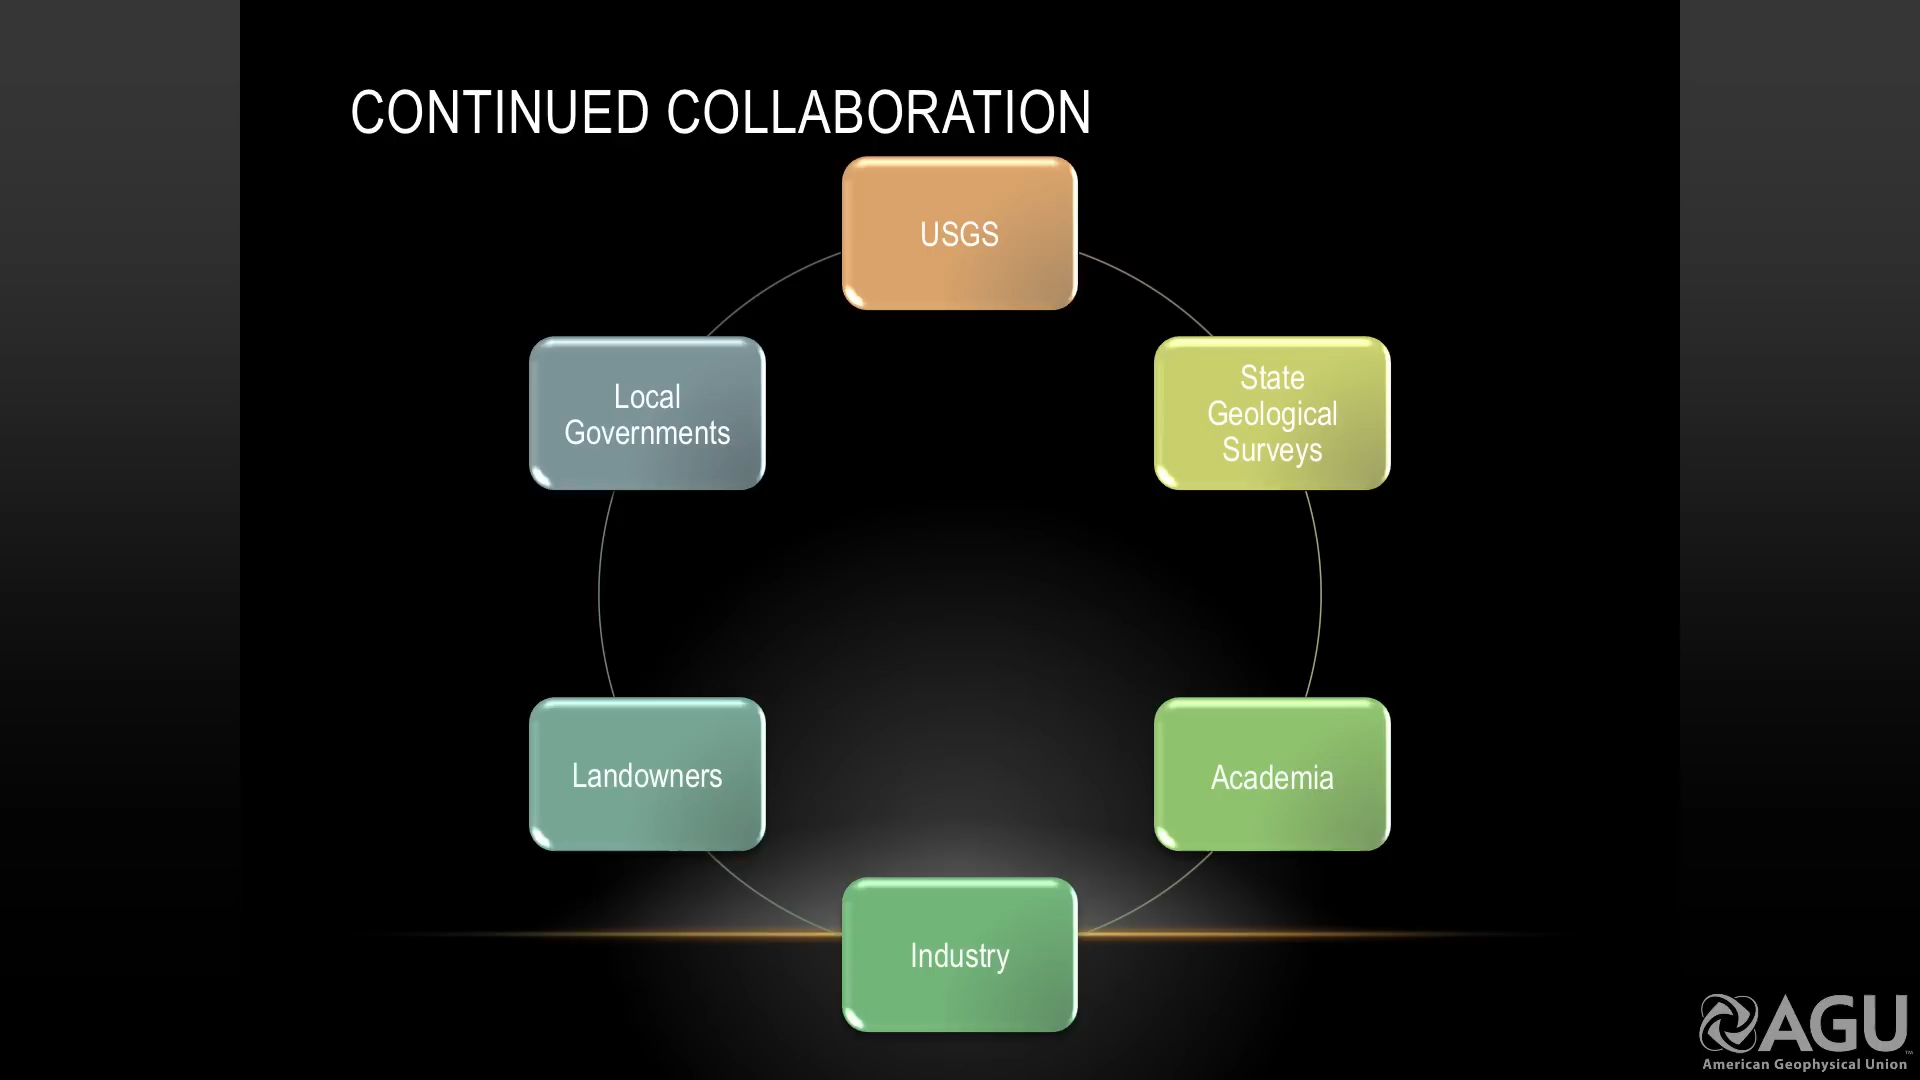 CONTINUED COLLABORATION
USGS
State
Geological
Surveys
Academia
Industry
Landowners
Local
Governments
AGU
American Geophysical Union